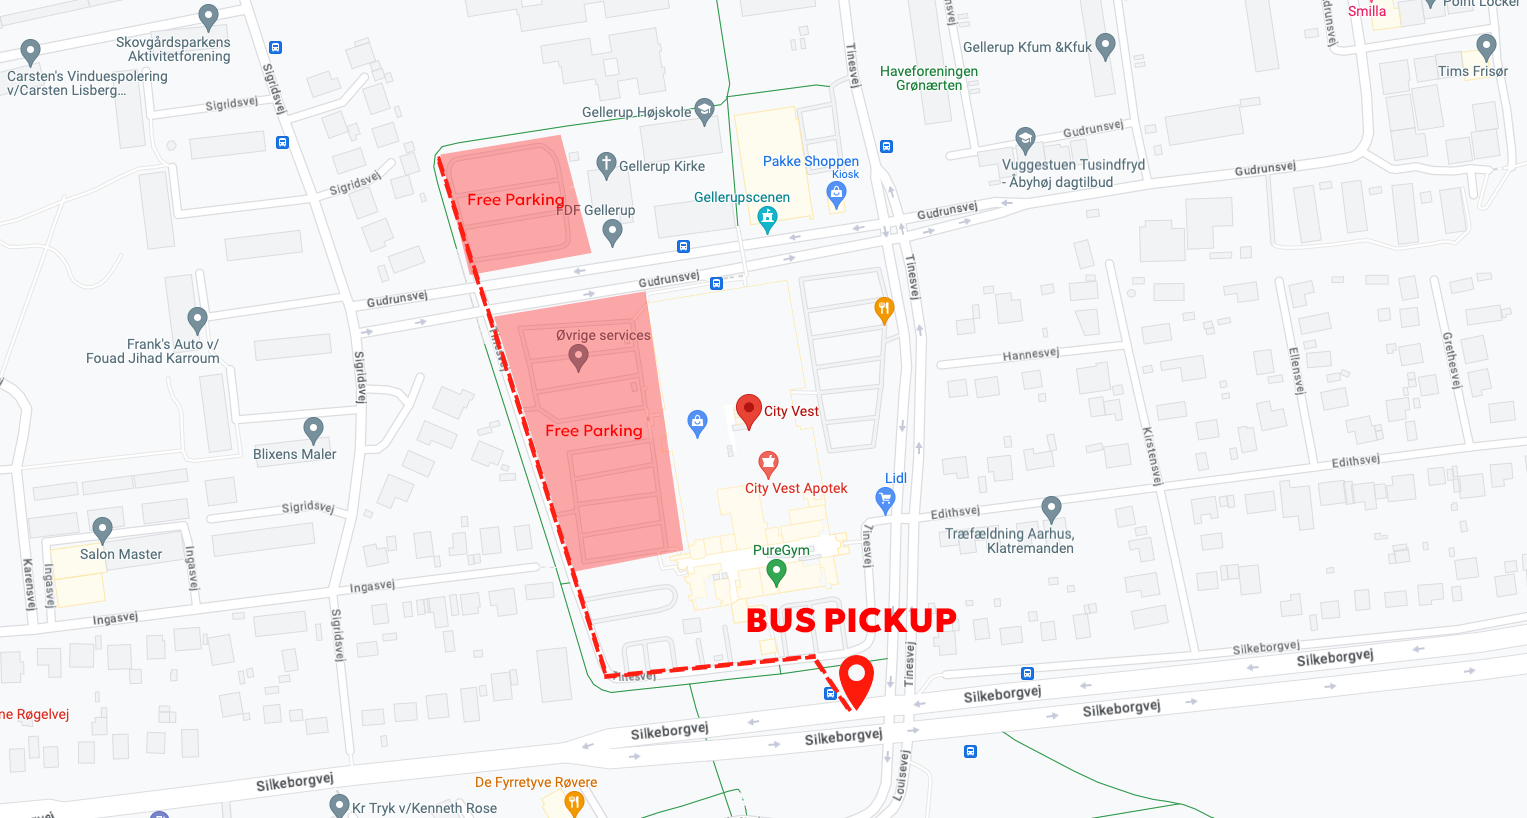 Point Locker
Smilla
Skovgårdsparkens
Aktivitetforening
Carsten's Vinduespolering
v/Carsten Lisberg...
Sigridsvej
Sigridsvej
Tinesvej
Gellerup Kfum &Kfuk
Haveforeningen
Grønærten
Tims Frisør
Gellerup Højskole
Gudrunsvej
Pakke Shoppen
Kiosk
Gellerup Kirke
Vuggestuen Tusindfryd
- Åbyhøj dagtilbud
Gudrunsvej
Sigridsvej
Free Parking
FDF Gellerup
Gellerupscenen
Gudrunsvej
Gudrunsvej
Gudrunsvej
Tinesvej
Frank's Auto v/
Fouad Jihad Karroum
Sigridsvej
Tinesvej
Øvrige services
Hannesvej
Ellensvej
Grethesvej
City Vest
Free Parking
Blixens Maler
Kirstensvej
Edithsvej
City Vest Apotek
Lidl
Edithsvej
Sigridsvej
Træfældning Aarhus,
Klatremanden
Salon Master
Tinesvej
PureGym
Karensvej
Ingasvej
Ingasvej
Ingasvej
Ingasvej
Sigridsvej
BUS PICKUP
Tinesvej
Silkeborgvej
Silkeborgvej
Tinesvej
Silkeborgvej
Silkeborgvej
ne Røgelvej
Silkeborgvej
Silkeborgvej
Silkeborgvej
Louisevej
De Fyrretyve Røvere
Kr Tryk v/Kenneth Rose